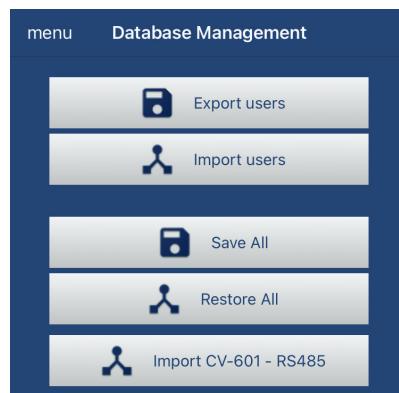 menu Database Management
Export users
Import users
Save All
Restore All
Import CV-601 - RS485